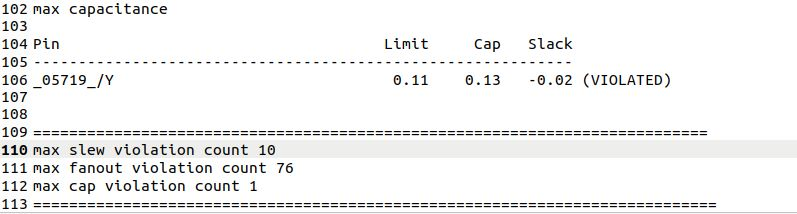 102 max capacitance
103
104 Pin                                       Limit     Cap   Slack
105 ------------------------------------------------------------
106 _05719_/Y                                  0.11    0.13   -0.02 (VIOLATED)
107
108
109 ===========================================================================
110 max slew violation count 10
111 max fanout violation count 76
112 max cap violation count 1
113 ============================================================================